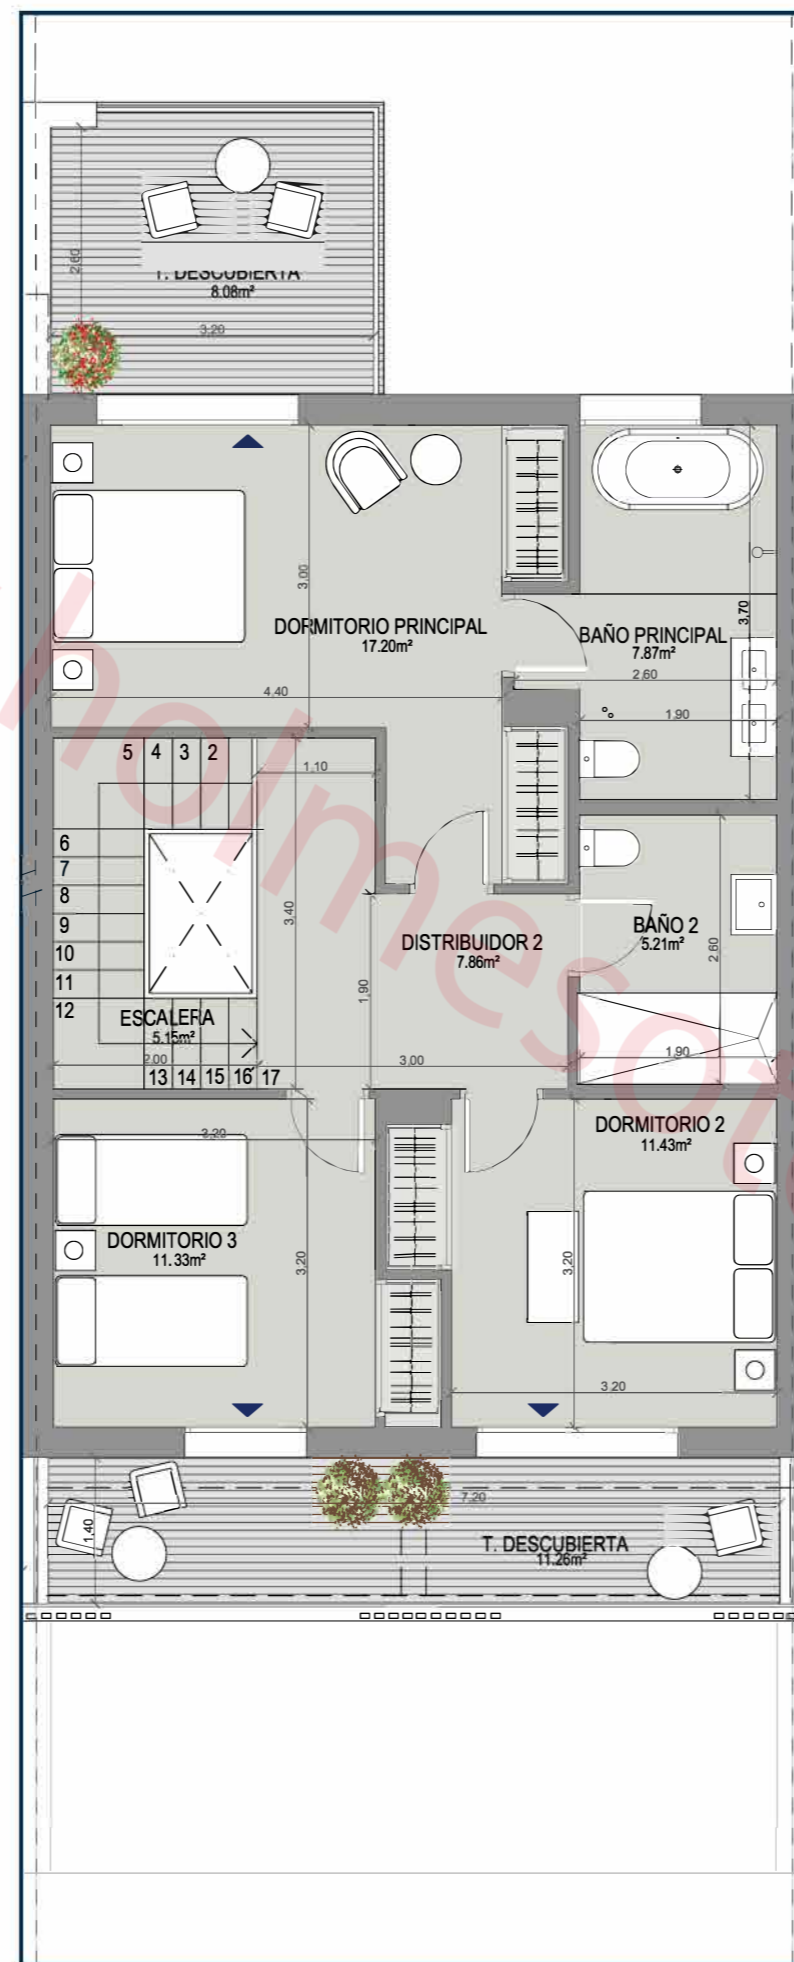 2,60
T. DESCUBIERTA
8.08m²
3,20
3,00
DORMITORIO PRINCIPAL
17.20m²
4,40
3,70
BAÑO PRINCIPAL
7.87m²
2,60
1,90
5 4 3 2
1,10
6
7
8
9
10
11
12
3,40
1,90
DISTRIBUIDOR 2
7.86m²
BAÑO 2
5.21m²
2,60
ESCALERA
5.15m²
2,00
3,00
1,90
13 14 15 16 17
3,20
DORMITORIO 2
11.43m²
DORMITORIO 3
11.33m²
3,20
3,20
3,20
7,20
1,40
T. DESCUBIERTA
11.26m²